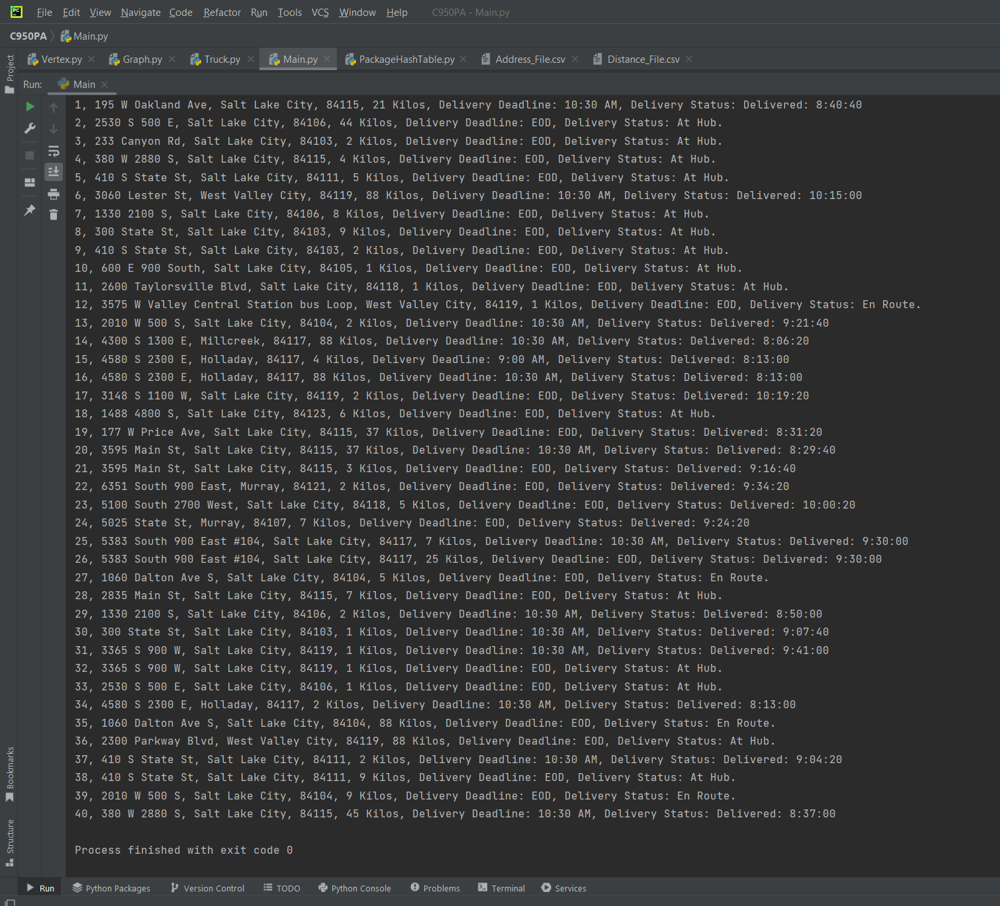 PC File Edit View Navigate Code Refactor Run Tools VCS Window Help C950PA - Main.py
C950PA Main.py
Project
Vertex.py Graph.py Truck.py Main.py PackageHashTable.py Address_File.csv Distance_File.csv
Run: Main
1, 195 W Oakland Ave, Salt Lake City, 84115, 21 Kilos, Delivery Deadline: 10:30 AM, Delivery Status: Delivered: 8:40:40
2, 2530 S 500 E, Salt Lake City, 84106, 44 Kilos, Delivery Deadline: EOD, Delivery Status: At Hub.
3, 233 Canyon Rd, Salt Lake City, 84103, 2 Kilos, Delivery Deadline: EOD, Delivery Status: At Hub.
4, 380 W 2880 S, Salt Lake City, 84115, 4 Kilos, Delivery Deadline: EOD, Delivery Status: At Hub.
5, 410 S State St, Salt Lake City, 84111, 5 Kilos, Delivery Deadline: EOD, Delivery Status: At Hub.
6, 3060 Lester St, West Valley City, 84119, 88 Kilos, Delivery Deadline: 10:30 AM, Delivery Status: Delivered: 10:15:00
7, 1330 2100 S, Salt Lake City, 84106, 8 Kilos, Delivery Deadline: EOD, Delivery Status: At Hub.
8, 300 State St, Salt Lake City, 84103, 9 Kilos, Delivery Deadline: EOD, Delivery Status: At Hub.
9, 410 S State St, Salt Lake City, 84103, 2 Kilos, Delivery Deadline: EOD, Delivery Status: At Hub.
10, 600 E 900 South, Salt Lake City, 84105, 1 Kilos, Delivery Deadline: EOD, Delivery Status: At Hub.
11, 2600 Taylorsville Blvd, Salt Lake City, 84118, 1 Kilos, Delivery Deadline: EOD, Delivery Status: At Hub.
12, 3575 W Valley Central Station bus Loop, West Valley City, 84119, 1 Kilos, Delivery Deadline: EOD, Delivery Status: En Route.
13, 2010 W 500 S, Salt Lake City, 84104, 2 Kilos, Delivery Deadline: 10:30 AM, Delivery Status: Delivered: 9:21:40
14, 4300 S 1300 E, Millcreek, 84117, 88 Kilos, Delivery Deadline: 10:30 AM, Delivery Status: Delivered: 8:06:20
15, 4580 S 2300 E, Holladay, 84117, 4 Kilos, Delivery Deadline: 9:00 AM, Delivery Status: Delivered: 8:13:00
16, 4580 S 2300 E, Holladay, 84117, 88 Kilos, Delivery Deadline: 10:30 AM, Delivery Status: Delivered: 8:13:00
17, 3148 S 1100 W, Salt Lake City, 84119, 2 Kilos, Delivery Deadline: EOD, Delivery Status: Delivered: 10:19:20
18, 1488 4800 S, Salt Lake City, 84123, 6 Kilos, Delivery Deadline: EOD, Delivery Status: At Hub.
19, 177 W Price Ave, Salt Lake City, 84115, 37 Kilos, Delivery Deadline: EOD, Delivery Status: Delivered: 8:31:20
20, 3595 Main St, Salt Lake City, 84115, 37 Kilos, Delivery Deadline: 10:30 AM, Delivery Status: Delivered: 8:29:40
21, 3595 Main St, Salt Lake City, 84115, 3 Kilos, Delivery Deadline: EOD, Delivery Status: Delivered: 9:16:40
22, 6351 South 900 East, Murray, 84121, 2 Kilos, Delivery Deadline: EOD, Delivery Status: Delivered: 9:34:20
23, 5100 South 2700 West, Salt Lake City, 84118, 5 Kilos, Delivery Deadline: EOD, Delivery Status: Delivered: 10:00:20
24, 5025 State St, Murray, 84107, 7 Kilos, Delivery Deadline: EOD, Delivery Status: Delivered: 9:24:20
25, 5383 South 900 East #104, Salt Lake City, 84117, 7 Kilos, Delivery Deadline: 10:30 AM, Delivery Status: Delivered: 9:30:00
26, 5383 South 900 East #104, Salt Lake City, 84117, 25 Kilos, Delivery Deadline: EOD, Delivery Status: Delivered: 9:30:00
27, 1060 Dalton Ave S, Salt Lake City, 84104, 5 Kilos, Delivery Deadline: EOD, Delivery Status: En Route.
28, 2835 Main St, Salt Lake City, 84115, 7 Kilos, Delivery Deadline: EOD, Delivery Status: At Hub.
29, 1330 2100 S, Salt Lake City, 84106, 2 Kilos, Delivery Deadline: 10:30 AM, Delivery Status: Delivered: 8:50:00
30, 300 State St, Salt Lake City, 84103, 1 Kilos, Delivery Deadline: 10:30 AM, Delivery Status: Delivered: 9:07:40
31, 3365 S 900 W, Salt Lake City, 84119, 1 Kilos, Delivery Deadline: 10:30 AM, Delivery Status: Delivered: 9:41:00
32, 3365 S 900 W, Salt Lake City, 84119, 1 Kilos, Delivery Deadline: EOD, Delivery Status: At Hub.
33, 2530 S 500 E, Salt Lake City, 84106, 1 Kilos, Delivery Deadline: EOD, Delivery Status: At Hub.
34, 4580 S 2300 E, Holladay, 84117, 2 Kilos, Delivery Deadline: 10:30 AM, Delivery Status: Delivered: 8:13:00
35, 1060 Dalton Ave S, Salt Lake City, 84104, 88 Kilos, Delivery Deadline: EOD, Delivery Status: En Route.
36, 2300 Parkway Blvd, West Valley City, 84119, 88 Kilos, Delivery Deadline: EOD, Delivery Status: At Hub.
37, 410 S State St, Salt Lake City, 84111, 2 Kilos, Delivery Deadline: 10:30 AM, Delivery Status: Delivered: 9:04:20
38, 410 S State St, Salt Lake City, 84111, 9 Kilos, Delivery Deadline: EOD, Delivery Status: At Hub.
39, 2010 W 500 S, Salt Lake City, 84104, 9 Kilos, Delivery Deadline: EOD, Delivery Status: En Route.
40, 380 W 2880 S, Salt Lake City, 84115, 45 Kilos, Delivery Deadline: 10:30 AM, Delivery Status: Delivered: 8:37:00
Process finished with exit code 0
Bookmarks
Structure
Run Python Packages Version Control TODO Python Console Problems Terminal Services